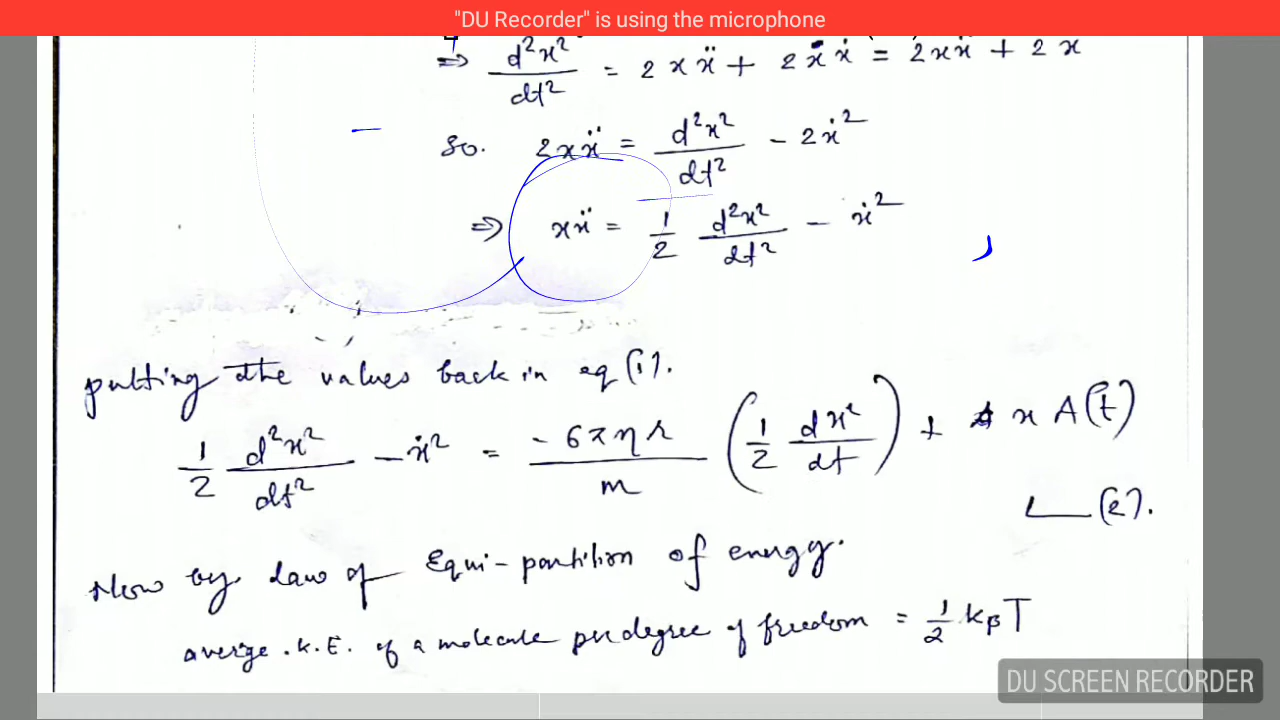 "DU Recorder" is using the microphone
⇒ d²x²/dt² = 2xẍ + 2ẋẋ = 2xẍ + 2x
So. 2xẍ = d²x²/dt² - 2ẋ²
⇒ xẍ = 1/2 d²x²/dt² - ẋ²
putting the values back in eq (1).
1/2 d²x²/dt² - ẋ² = -6πηr/m (1/2 dx²/dt) + x A(t)
(2).
Now by Law of Equi-partition of energy.
averge .K.E. of a molecule per degree of freedom = 1/2 kβT
DU SCREEN RECORDER